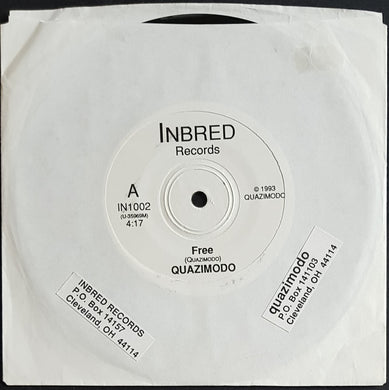 INBRED
Records
A
IN1002
(U-35969M)
4:17
© 1993
QUAZIMODO
Free
(QUAZIMODO)
QUAZIMODO
INBRED RECORDS
P.O. Box 14157
Cleveland, OH 44114
quazimodo
P.O. Box 141103
Cleveland, OH 44114